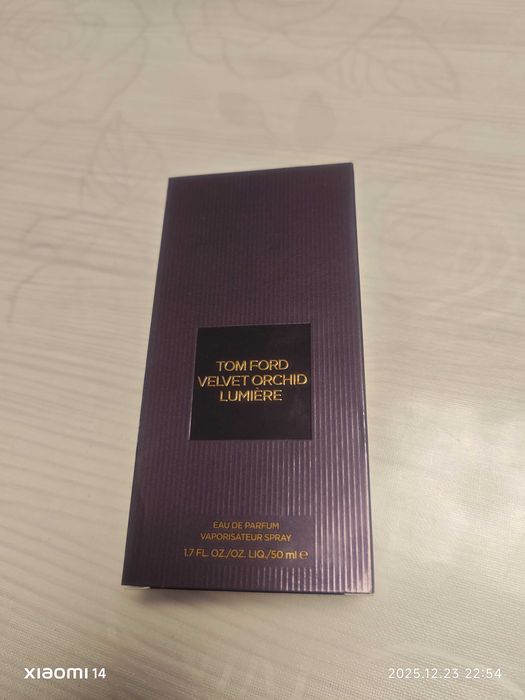 TOM FORD
VELVET ORCHID
LUMIÈRE
EAU DE PARFUM
VAPORISATEUR SPRAY
1.7 FL. OZ./OZ. LIQ./50 ml ℮
XIAOMI 14
2025.12.23 22:54